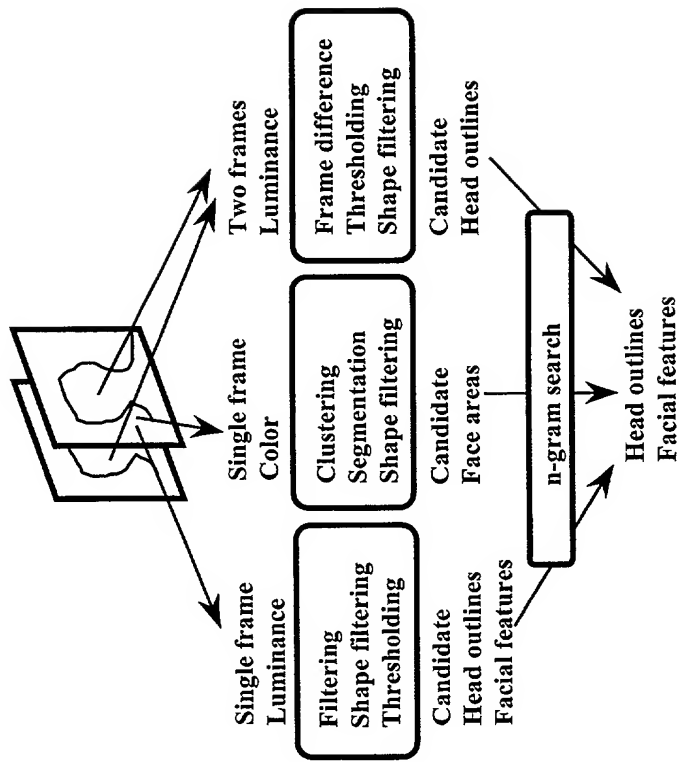 Single frame
Luminance
Single frame
Color
Two frames
Luminance
Filtering
Shape filtering
Thresholding
Clustering
Segmentation
Shape filtering
Frame difference
Thresholding
Shape filtering
Candidate
Head outlines
Facial features
Candidate
Face areas
Candidate
Head outlines
n-gram search
Head outlines
Facial features